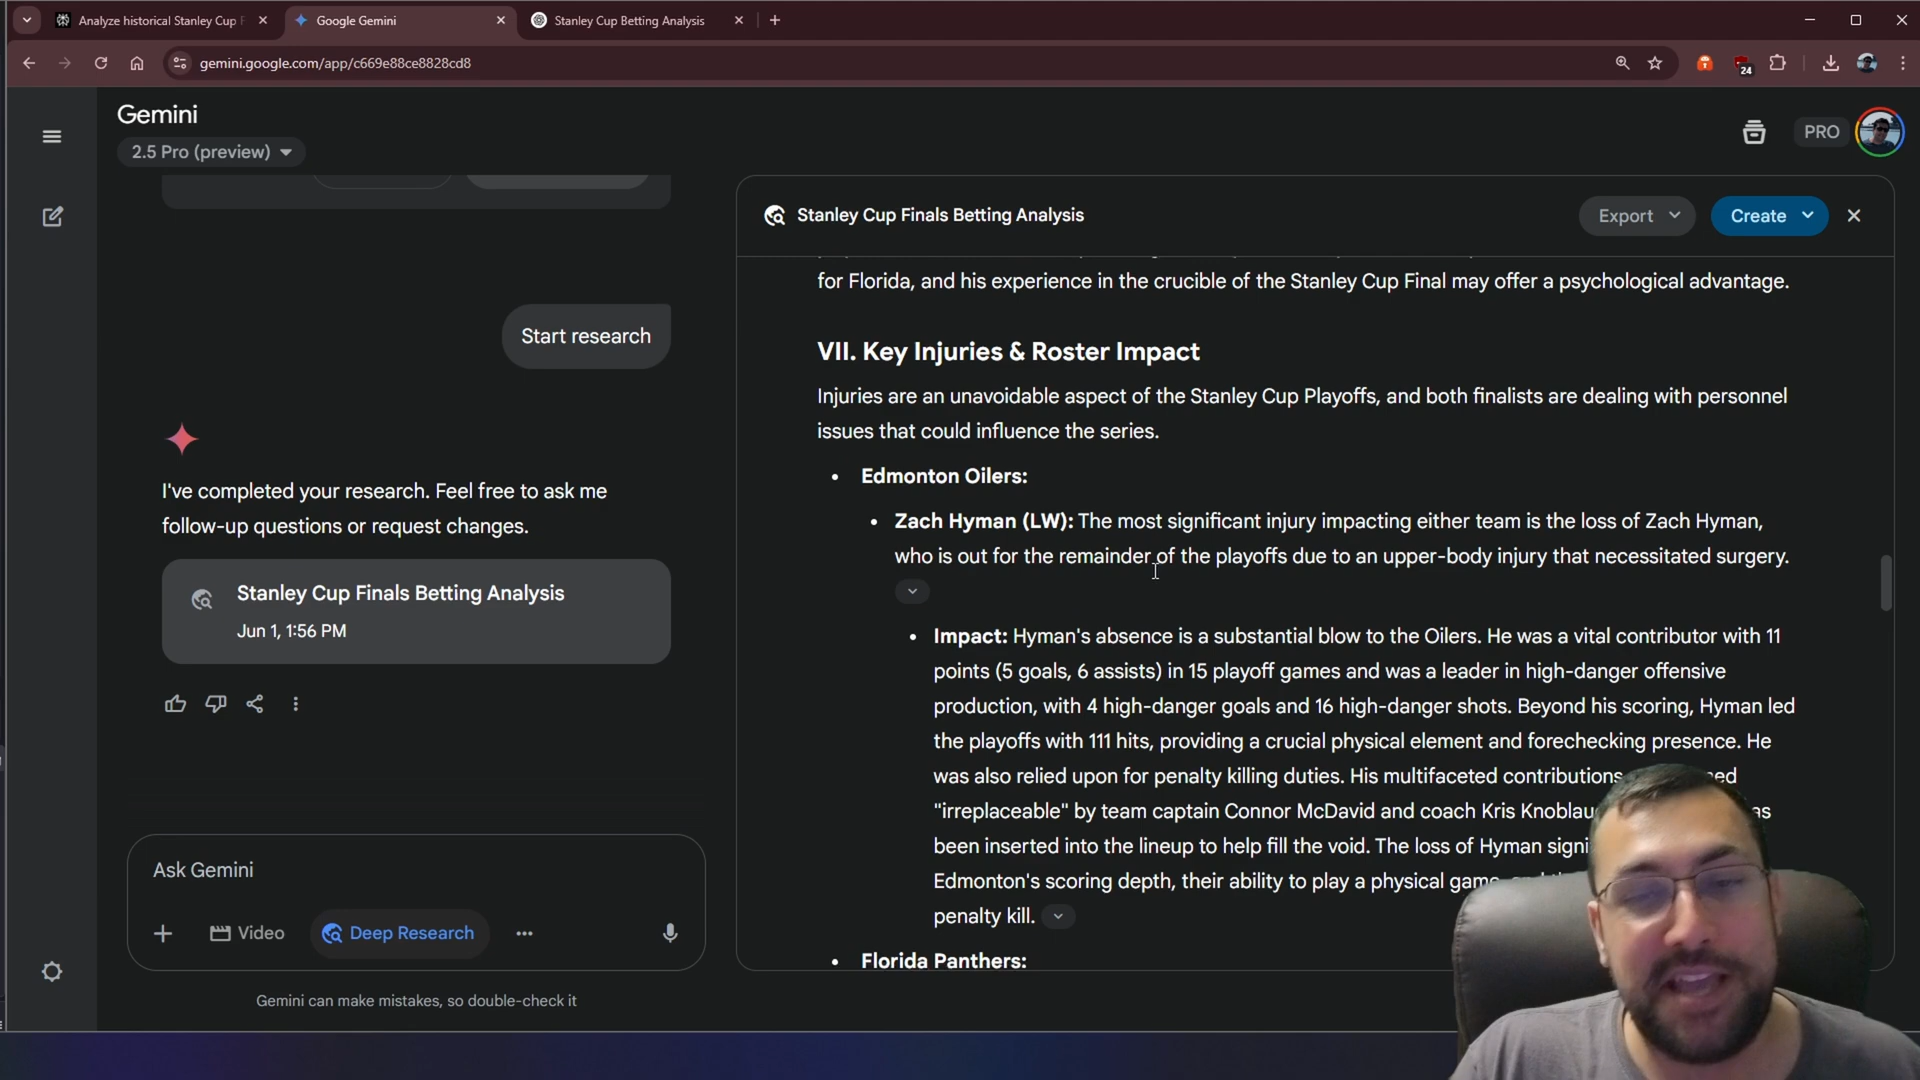 Analyze historical Stanley Cup F
Google Gemini
Stanley Cup Betting Analysis
gemini.google.com/app/c669e88ce8828cd8
24
Gemini
2.5 Pro (preview)
PRO
Start research
I've completed your research. Feel free to ask me
follow-up questions or request changes.
Stanley Cup Finals Betting Analysis
Jun 1, 1:56 PM
Ask Gemini
Video
Deep Research
Gemini can make mistakes, so double-check it
Stanley Cup Finals Betting Analysis
Export
Create
for Florida, and his experience in the crucible of the Stanley Cup Final may offer a psychological advantage.
VII. Key Injuries & Roster Impact
Injuries are an unavoidable aspect of the Stanley Cup Playoffs, and both finalists are dealing with personnel
issues that could influence the series.
• Edmonton Oilers:
• Zach Hyman (LW): The most significant injury impacting either team is the loss of Zach Hyman,
who is out for the remainder of the playoffs due to an upper-body injury that necessitated surgery.
• Impact: Hyman's absence is a substantial blow to the Oilers. He was a vital contributor with 11
points (5 goals, 6 assists) in 15 playoff games and was a leader in high-danger offensive
production, with 4 high-danger goals and 16 high-danger shots. Beyond his scoring, Hyman led
the playoffs with 111 hits, providing a crucial physical element and forechecking presence. He
was also relied upon for penalty killing duties. His multifaceted contributions
"irreplaceable" by team captain Connor McDavid and coach Kris
been inserted into the lineup to help fill the void. The loss of Hyman
Edmonton's scoring depth, their ability to play a physical game,
penalty kill.
• Florida Panthers: